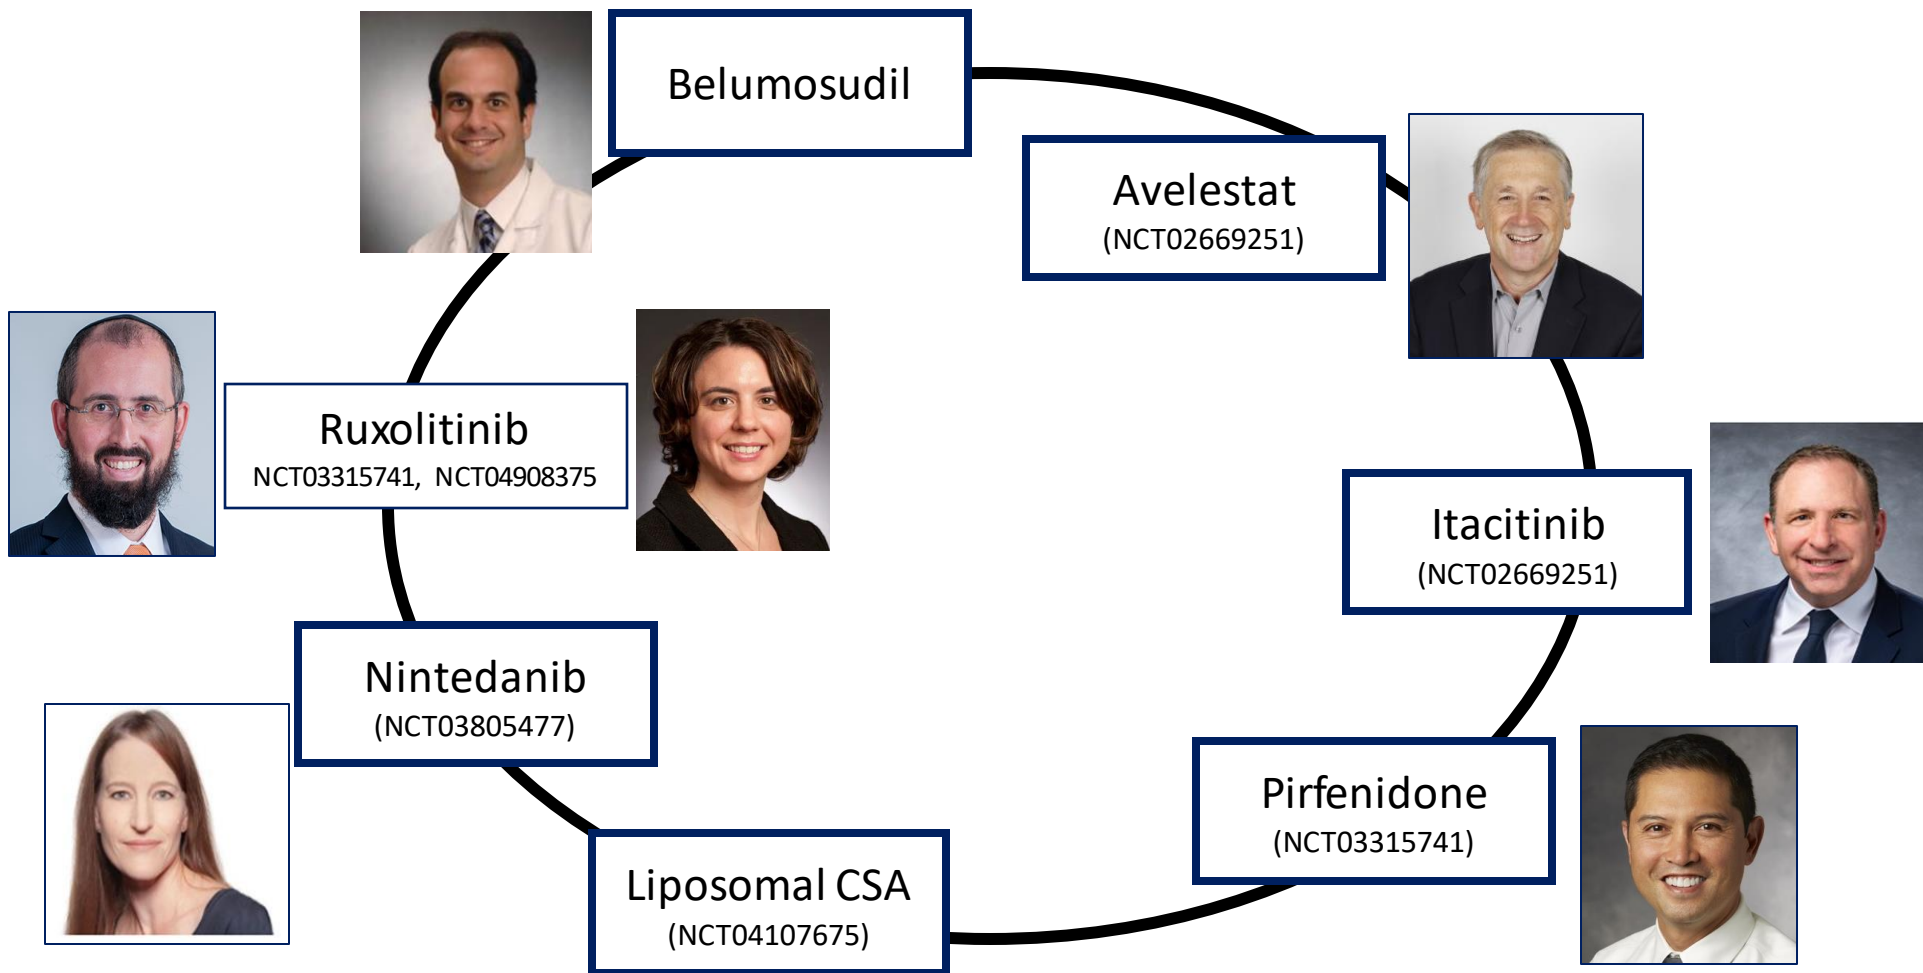 Belumosudil
Avelestat
(NCT02669251)
Ruxolitinib
NCT03315741, NCT04908375
Itacitinib
(NCT02669251)
Nintedanib
(NCT03805477)
Pirfenidone
(NCT03315741)
Liposomal CSA
(NCT04107675)